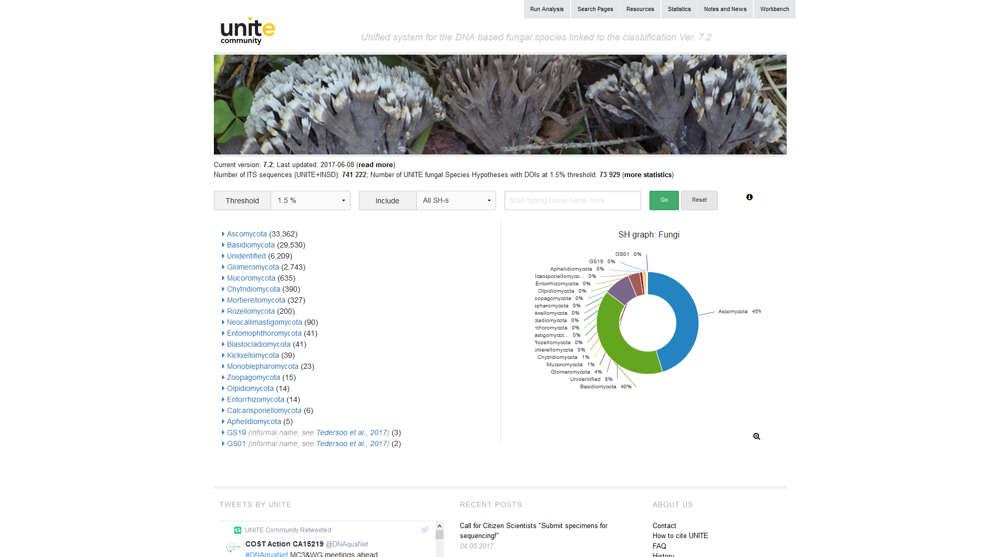 Run Analysis
Search Pages
Resources
Statistics
Notes and News
Workbench
unite
community
Unified system for the DNA based fungal species linked to the classification Ver. 7.2
Current version: 7.2; Last updated: 2017-06-08 (read more)
Number of ITS sequences (UNITE+INSD): 741 222; Number of UNITE fungal Species Hypotheses with DOIs at 1.5% threshold: 73 929 (more statistics)
Threshold
1.5 %
Include
All SH-s
Start typing taxon name here ...
Go
Reset
Ascomycota (33,362)
Basidiomycota (29,530)
Unidentified (6,209)
Glomeromycota (2,743)
Mucoromycota (635)
Chytridiomycota (390)
Mortierellomycota (327)
Rozellomycota (200)
Neocallimastigomycota (90)
Entomophthoromycota (41)
Blastocladiomycota (41)
Kickxellomycota (39)
Monoblepharomycota (23)
Zoopagomycota (15)
Olpidiomycota (14)
Entorrhizomycota (14)
Calcarisporiellomycota (6)
Aphelidiomycota (5)
GS19 (informal name, see Tedersoo et al., 2017) (3)
GS01 (informal name, see Tedersoo et al., 2017) (2)
SH graph: Fungi
GS01 0%
GS19 0%
Aphelidiomycota 0%
lcarisporiellomyco... 0%
Entorrhizomycota 0%
Olpidiomycota 0%
oopagomycota 0%
epharomycota 0%
kxellomycota 0%
cladiomycota 0%
nthoromycota 0%
astigomycot... 0%
Rozellomycota 0%
ortierellomycota 0%
Chytridiomycota 1%
Mucoromycota 1%
Glomeromycota 4%
Unidentified 8%
Basidiomycota 40%
Ascomycota 45%
TWEETS BY UNITE
UNITE Community Retweeted
COST Action CA15219 @DNAquaNet
#DNAquaNet MC3&WG meetings ahead
RECENT POSTS
Call for Citizen Scientists "Submit specimens for
sequencing!"
04.05.2017
ABOUT US
Contact
How to cite UNITE
FAQ
History